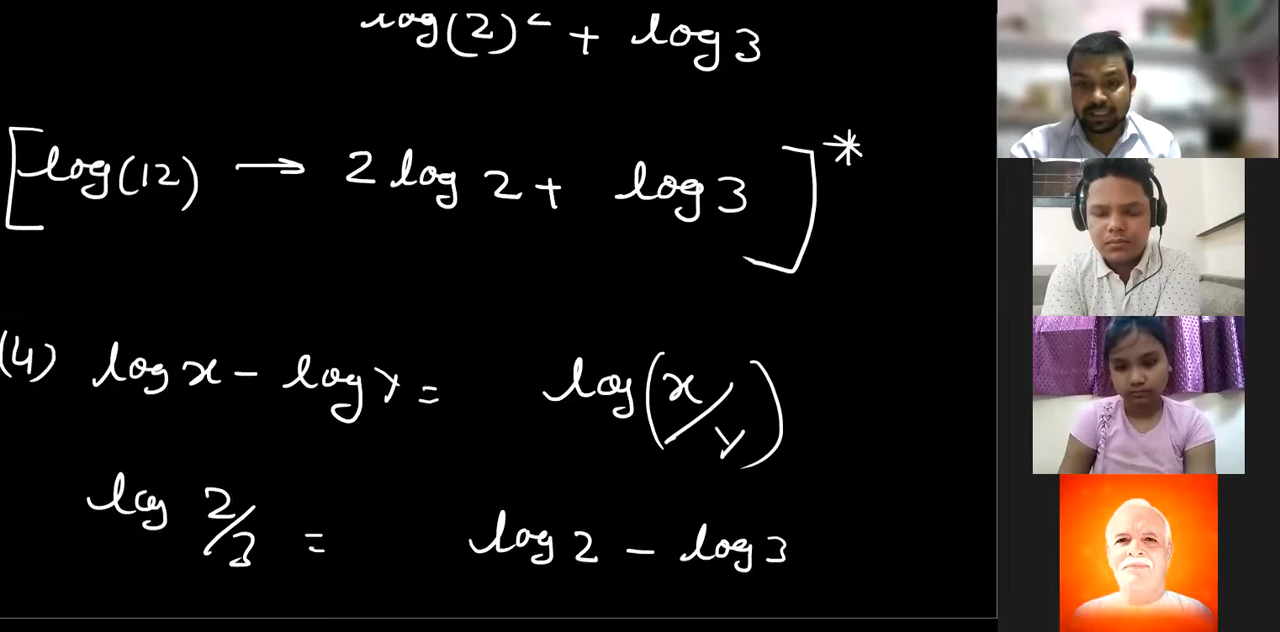 log(2)² + log 3
[log(12) → 2 log 2 + log 3]*
(4) log x - log y = log(x/y)
log 2/3 = log 2 - log 3